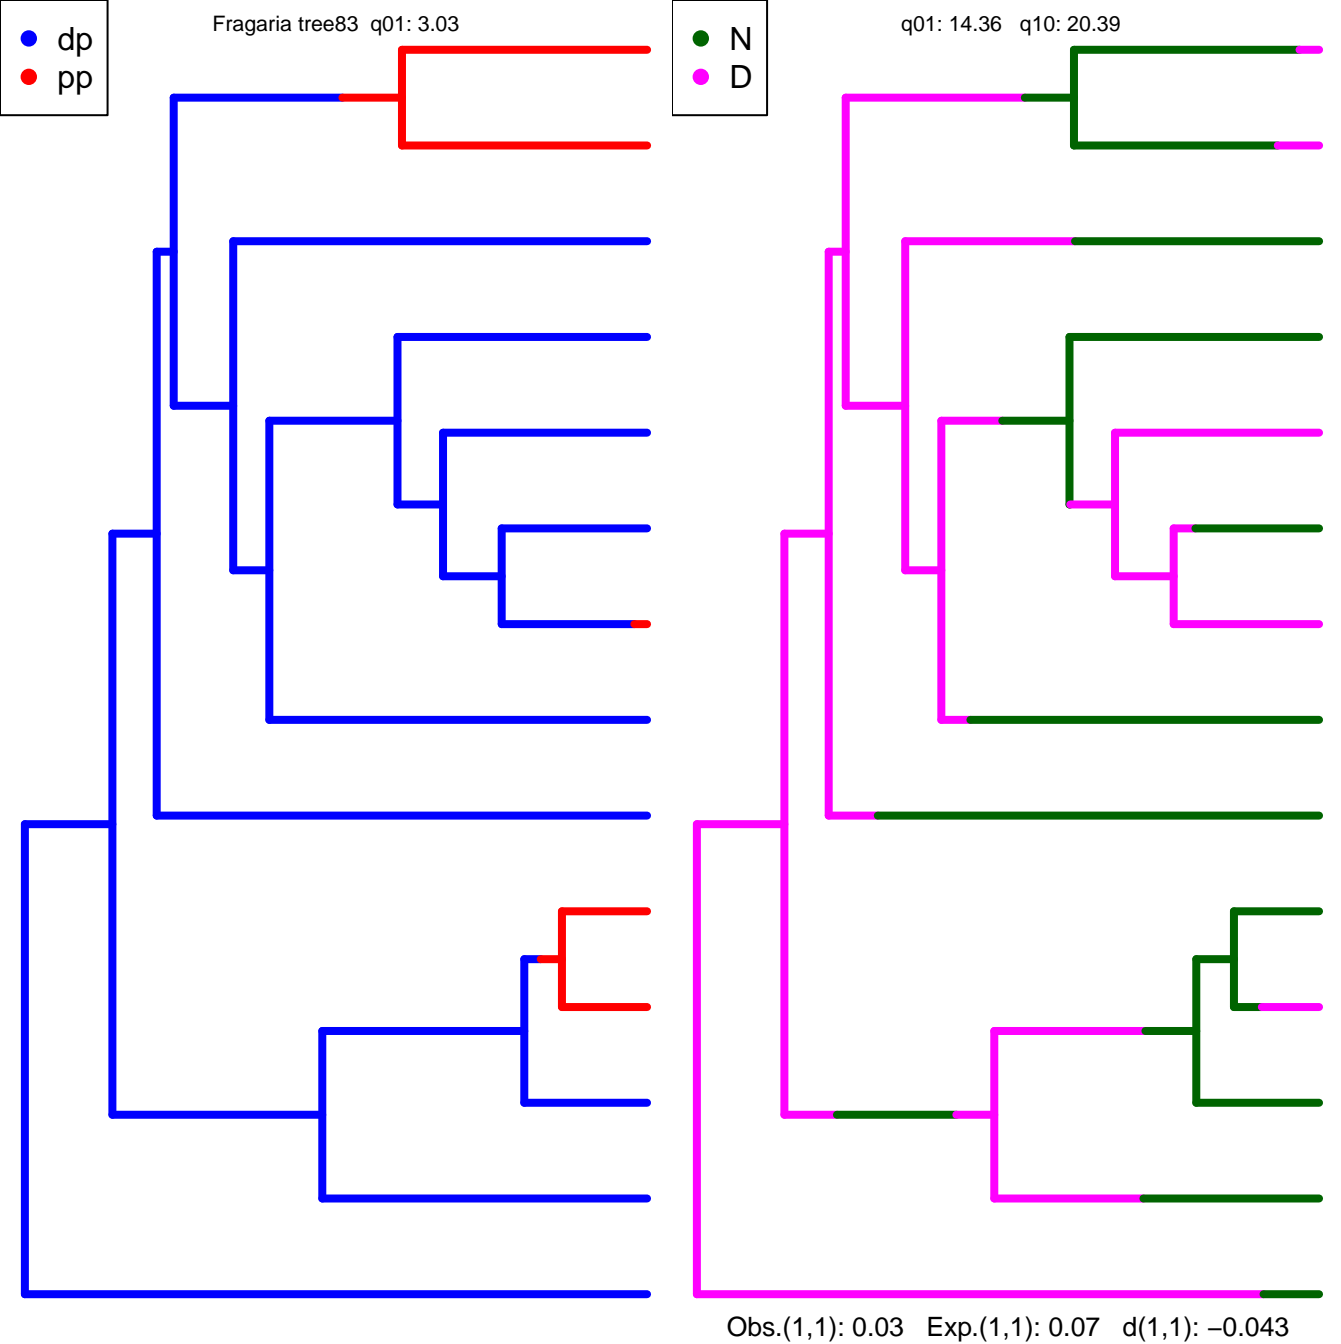 Fragaria tree83 q01: 3.03
dp
pp
q01: 14.36 q10: 20.39
N
D
Obs.(1,1): 0.03 Exp.(1,1): 0.07 d(1,1): −0.043